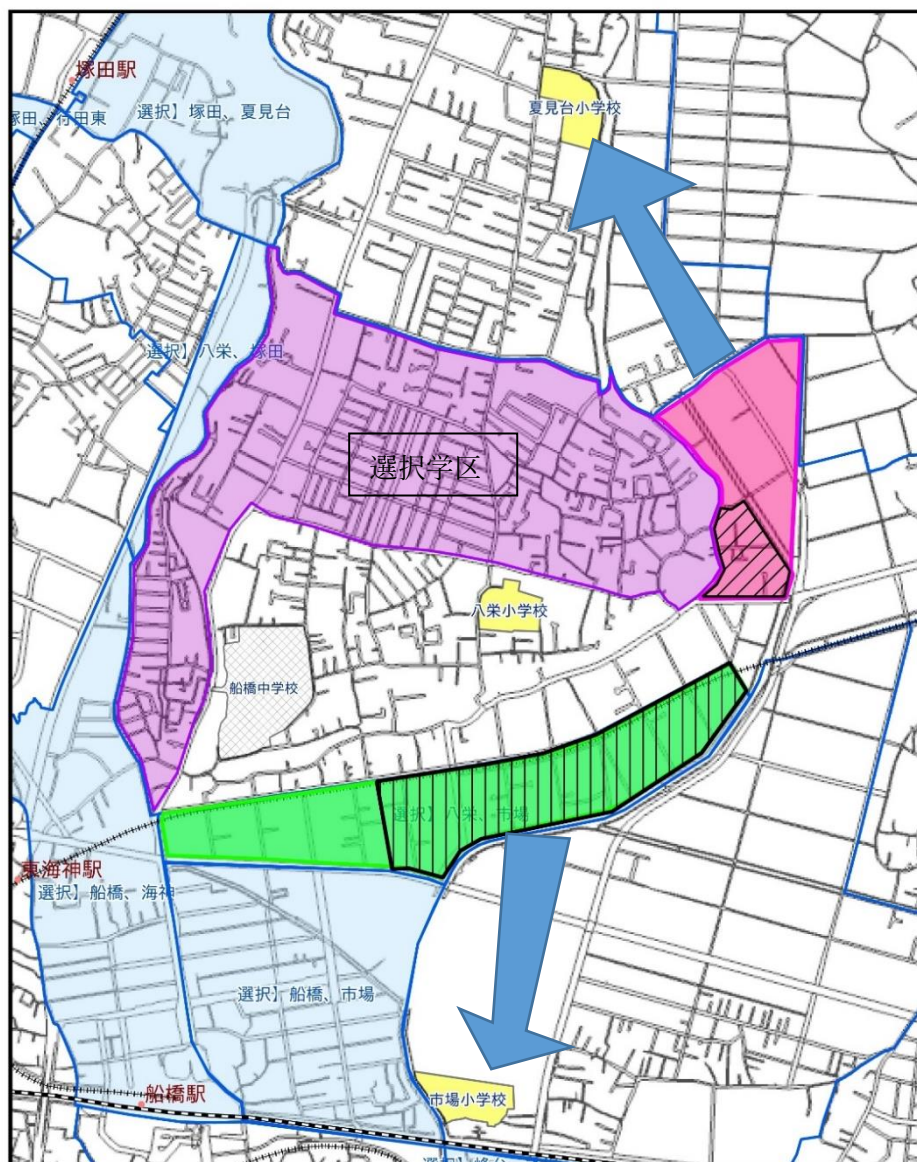 塚田駅
選択】塚田、夏見台
塚田、行田東
夏見台小学校
選択】八栄、塚田
選択学区
八栄小学校
船橋中学校
選択】八栄、市場
東海神駅
選択】船橋、海神
選択】船橋、市場
船橋駅
市場小学校